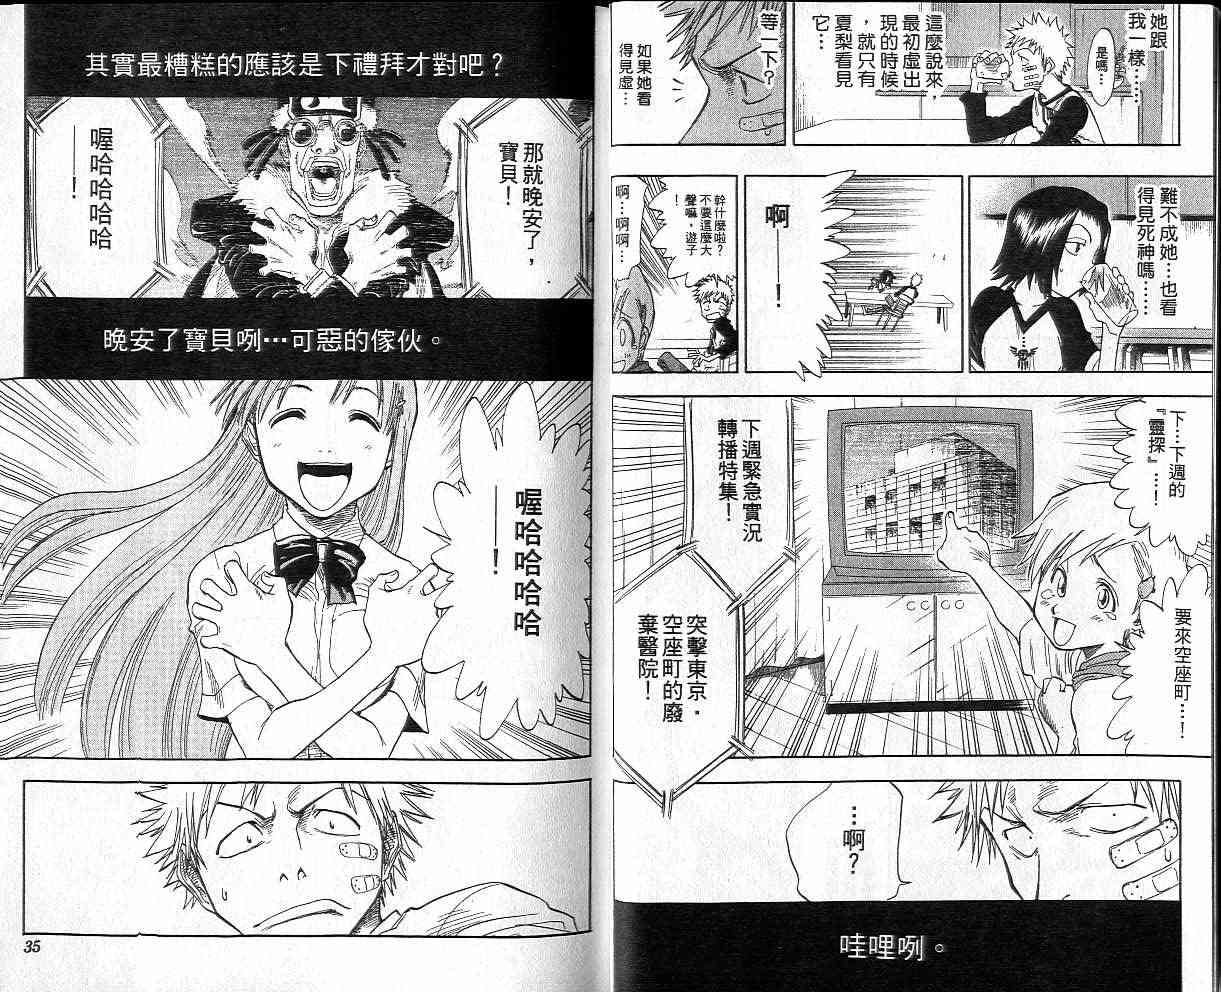 她跟
我一樣……
是嗎…
這麼說來，
最初虛出
現的時候
，就只有
夏梨看見
它…
等一下？
如果她看
得見虛…
難不成她…也看
得見死神嗎……
啊──！
幹什麼啦？
不要這麼大
聲嘛，遊子
啊…啊啊…
下…下週的
『靈探』…！
要來空座町…！
下週緊急實況
轉播特集！
突擊東京．
空座町的廢
棄醫院！
…啊？
哇哩咧。
其實最糟糕的應該是下禮拜才對吧？
那就晚安了，
寶貝！
喔哈哈哈哈
──！
晚安了寶貝咧…可惡的傢伙。
喔哈哈哈哈
──！
35